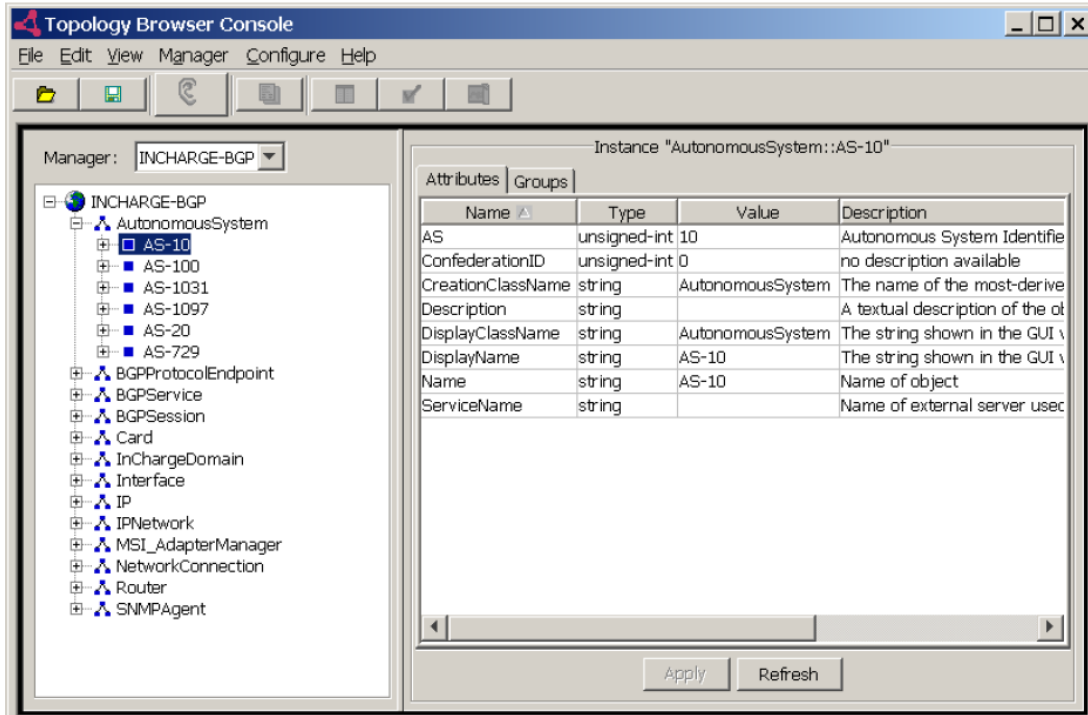 Topology Browser Console
File Edit View Manager Configure Help
Manager: INCHARGE-BGP
INCHARGE-BGP
AutonomousSystem
AS-10
AS-100
AS-1031
AS-1097
AS-20
AS-729
BGPProtocolEndpoint
BGPService
BGPSession
Card
InChargeDomain
Interface
IP
IPNetwork
MSI_AdapterManager
NetworkConnection
Router
SNMPAgent
Instance "AutonomousSystem::AS-10"
Attributes Groups
Name Type Value Description
AS unsigned-int 10 Autonomous System Identifie
ConfederationID unsigned-int 0 no description available
CreationClassName string AutonomousSystem The name of the most-derive
Description string A textual description of the ob
DisplayClassName string AutonomousSystem The string shown in the GUI
DisplayName string AS-10 The string shown in the GUI
Name string AS-10 Name of object
ServiceName string Name of external server used
Apply Refresh